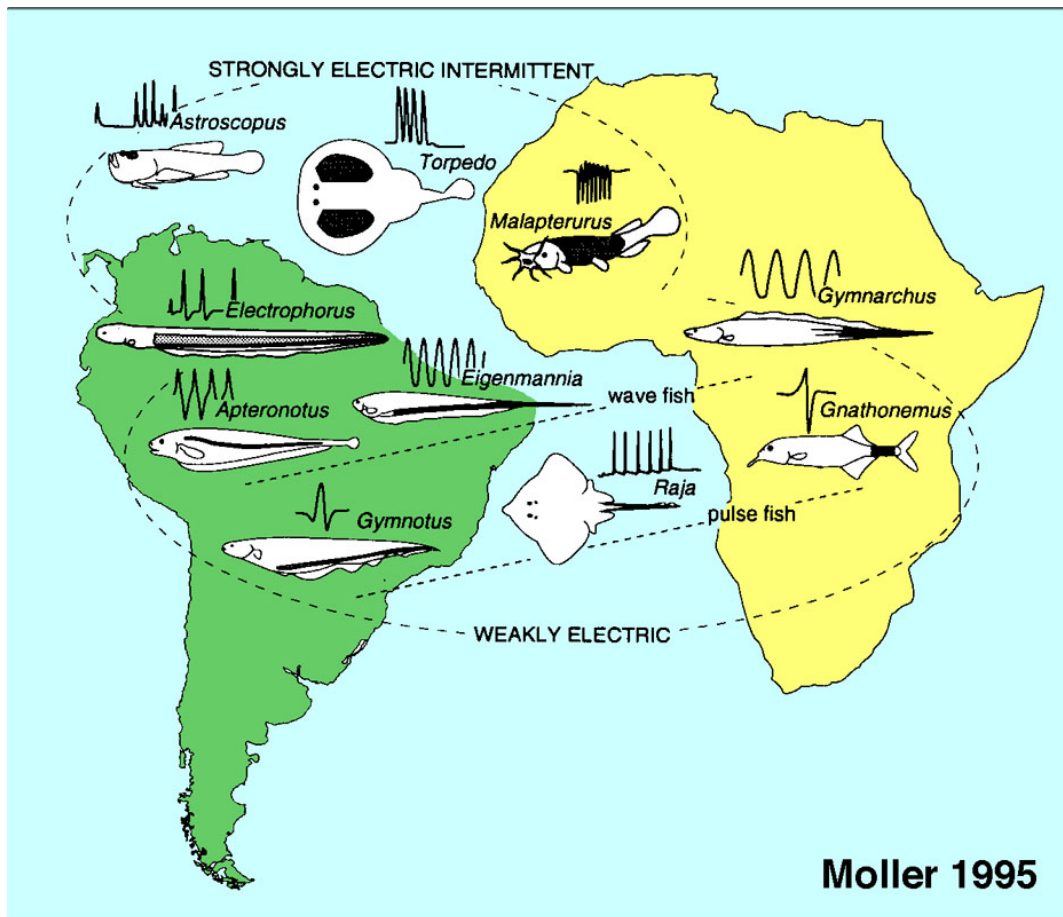 STRONGLY ELECTRIC INTERMITTENT
Astroscopus
Torpedo
Malapterurus
Electrophorus
Gymnarchus
Eigenmannia
Apteronotus
wave fish
Gnathonemus
Raja
Gymnotus
pulse fish
WEAKLY ELECTRIC
Moller 1995